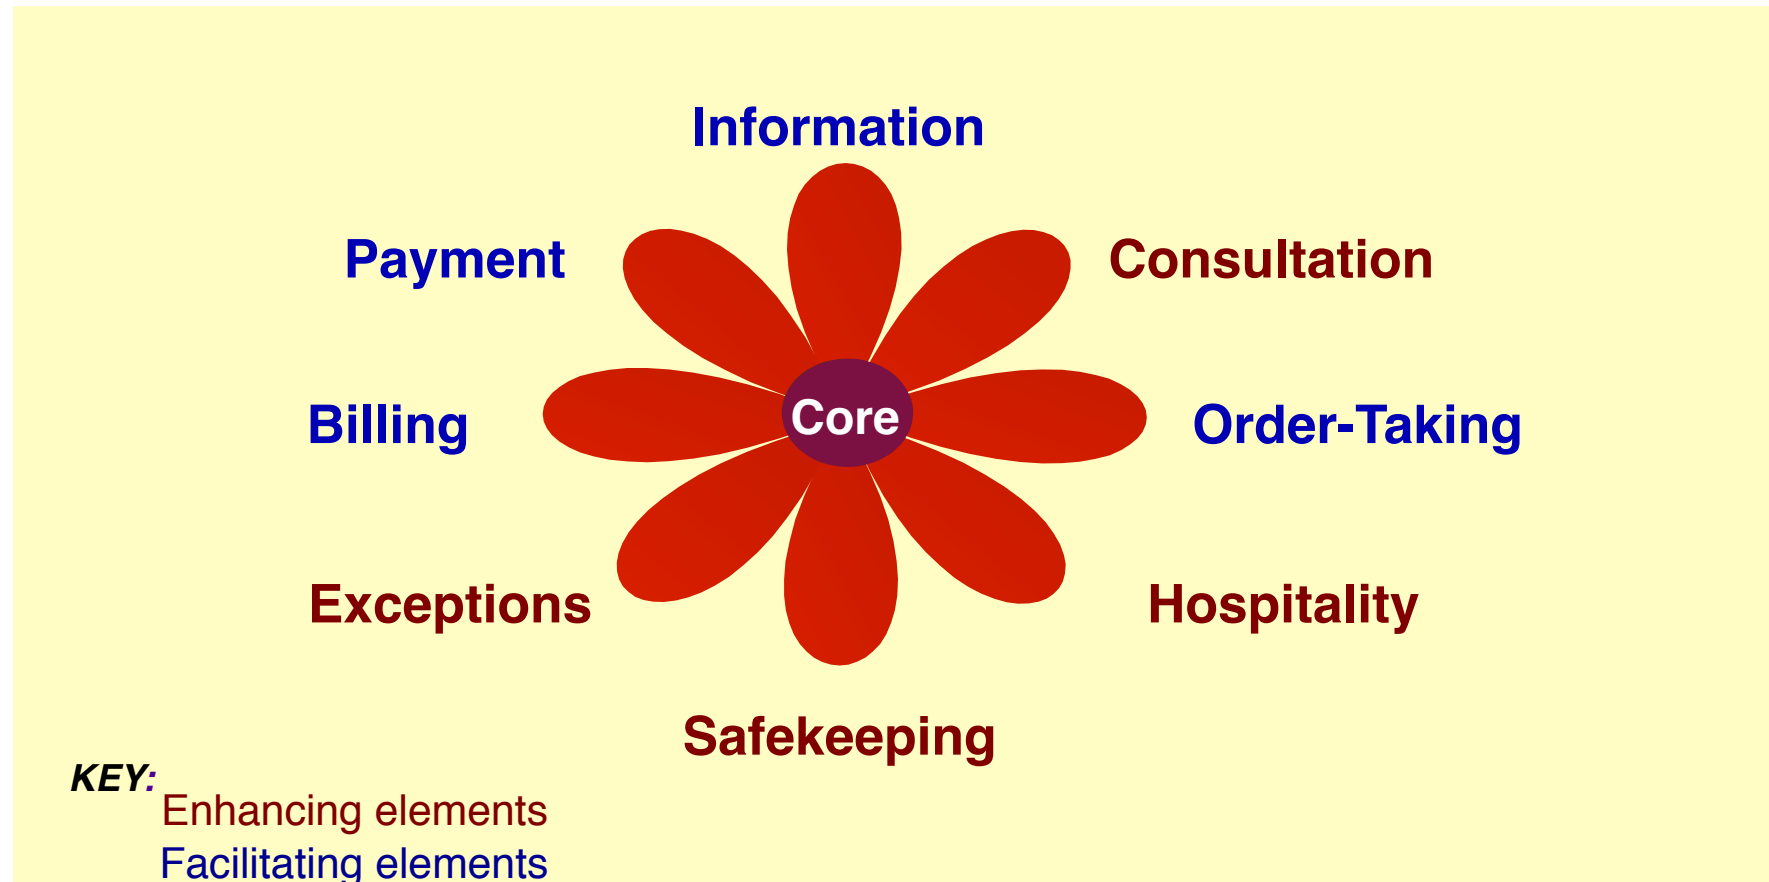 Information
Payment
Consultation
Core
Billing
Order-Taking
Exceptions
Hospitality
Safekeeping
KEY:
Enhancing elements
Facilitating elements